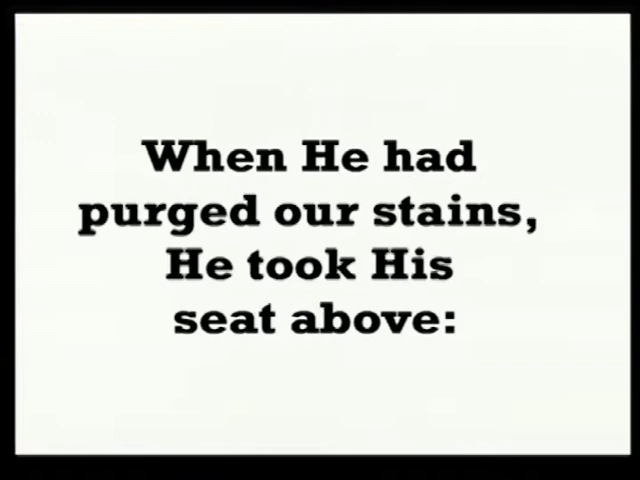 When He had
purged our stains,
He took His
seat above: